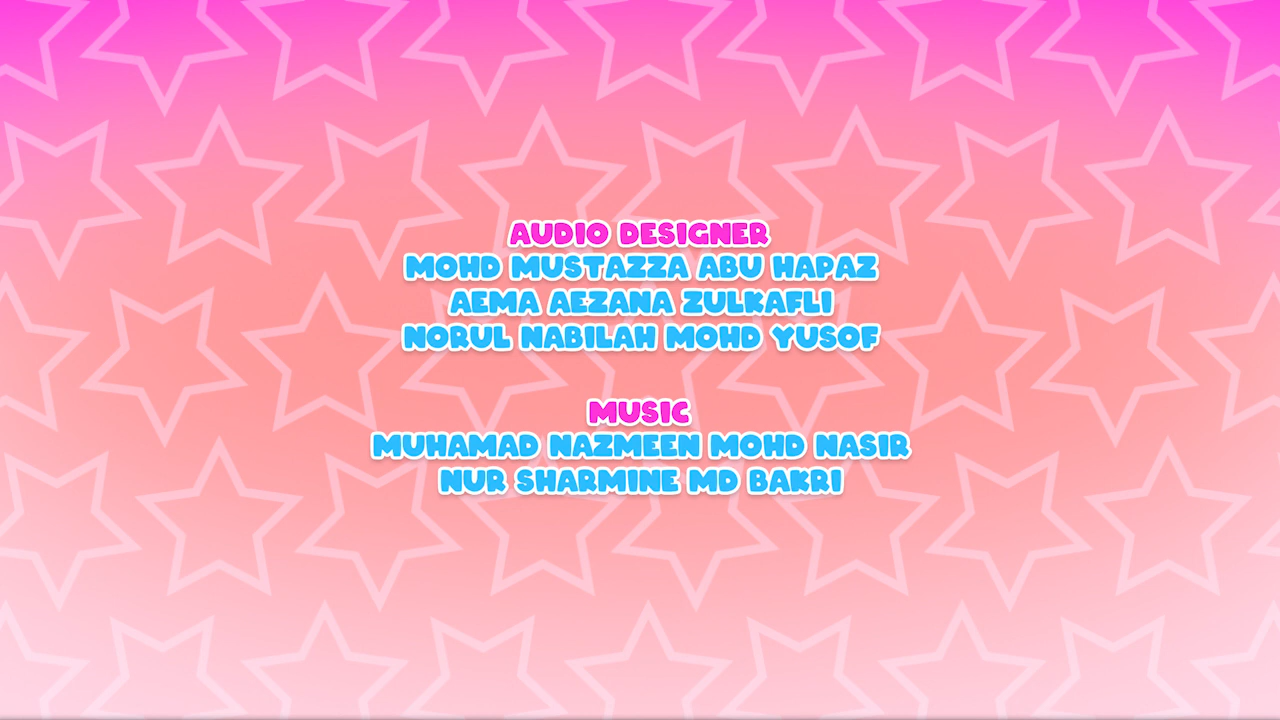 AUDIO DESIGNER
MOHD MUSTAZZA ABU HAPAZ
AEMA AEZANA ZULKAFLI
NORUL NABILAH MOHD YUSOF
MUSIC
MUHAMAD NAZMEEN MOHD NASIR
NUR SHARMINE MD BAKRI